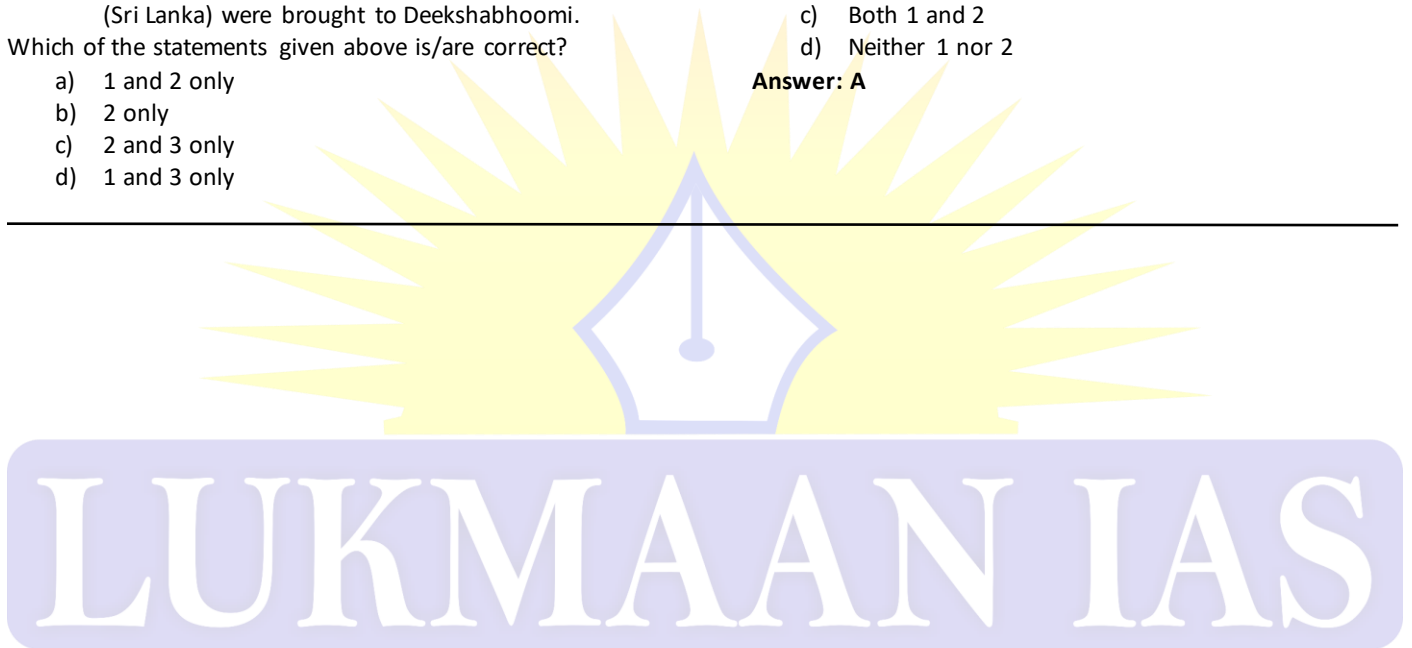 (Sri Lanka) were brought to Deekshabhoomi.
Which of the statements given above is/are correct?
a) 1 and 2 only
b) 2 only
c) 2 and 3 only
d) 1 and 3 only
c) Both 1 and 2
d) Neither 1 nor 2
Answer: A
LUKMAAN IAS